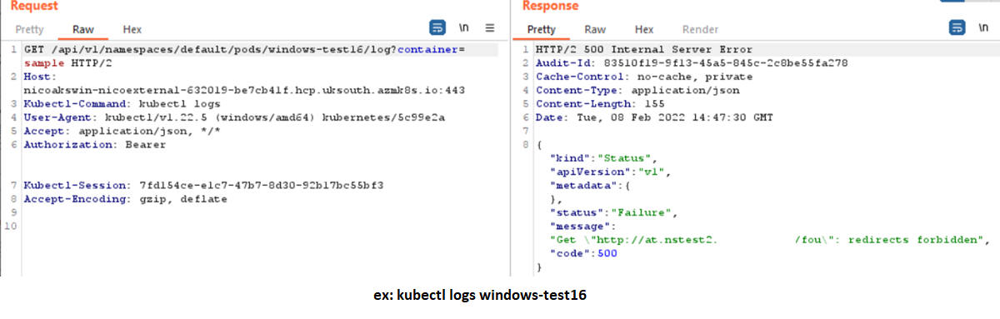 Request
Pretty Raw Hex \n
1 GET /api/v1/namespaces/default/pods/windows-test16/log?container=
sample HTTP/2
2 Host:
nicoakswin-nicoexternal-632019-be7cb41f.hcp.uksouth.azmk8s.io:443
3 Kubectl-Command: kubectl logs
4 User-Agent: kubectl/v1.22.5 (windows/amd64) kubernetes/5c99e2a
5 Accept: application/json, */*
6 Authorization: Bearer
7 Kubectl-Session: 7fd154ce-e1c7-47b7-8d30-92b17bc55bf3
8 Accept-Encoding: gzip, deflate
9
10
Response
Pretty Raw Hex Render \n
1 HTTP/2 500 Internal Server Error
2 Audit-Id: 83510f19-9f13-45a5-845c-2c8be55fa278
3 Cache-Control: no-cache, private
4 Content-Type: application/json
5 Content-Length: 155
6 Date: Tue, 08 Feb 2022 14:47:30 GMT
7
8 {
"kind":"Status",
"apiVersion":"v1",
"metadata":{
},
"status":"Failure",
"message":
"Get \"http://at.nstest2. /fou\": redirects forbidden",
"code":500
}
ex: kubectl logs windows-test16